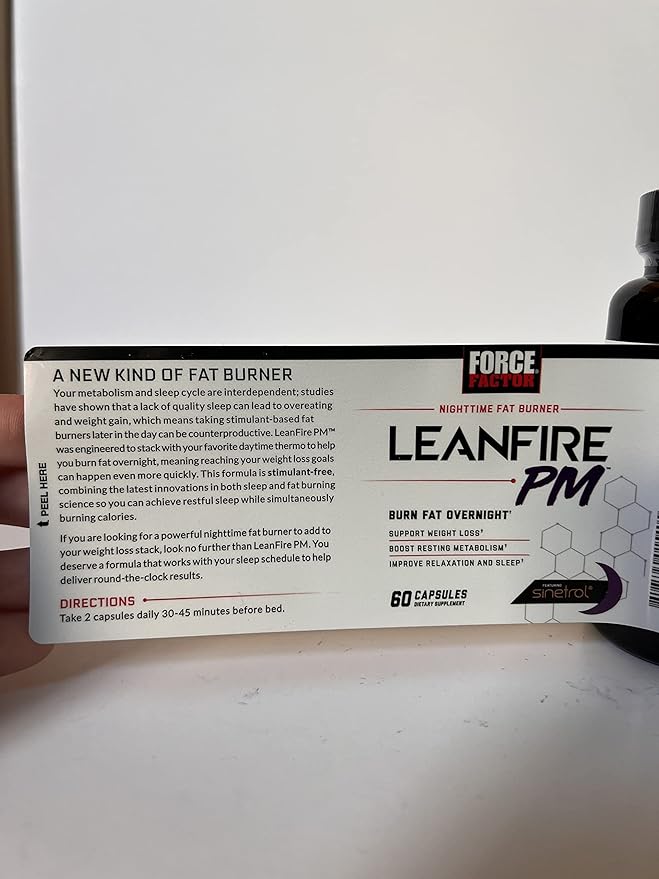 A NEW KIND OF FAT BURNER
Your metabolism and sleep cycle are interdependent; studies
have shown that a lack of quality sleep can lead to overeating
and weight gain, which means taking stimulant-based fat
burners later in the day can be counterproductive. LeanFire PM™
was engineered to stack with your favorite daytime thermo to help
you burn fat overnight, meaning reaching your weight loss goals
can happen even more quickly. This formula is stimulant-free,
combining the latest innovations in both sleep and fat burning
science so you can achieve restful sleep while simultaneously
burning calories.
If you are looking for a powerful nighttime fat burner to add to
your weight loss stack, look no further than LeanFire PM. You
deserve a formula that works with your sleep schedule to help
deliver round-the-clock results.
DIRECTIONS
Take 2 capsules daily 30-45 minutes before bed.
PEEL HERE
FORCE
FACTOR®
NIGHTTIME FAT BURNER
LEANFIRE
PM™
BURN FAT OVERNIGHT†
SUPPORT WEIGHT LOSS†
BOOST RESTING METABOLISM†
IMPROVE RELAXATION AND SLEEP†
60 CAPSULES
DIETARY SUPPLEMENT
FEATURING
sinetrol®